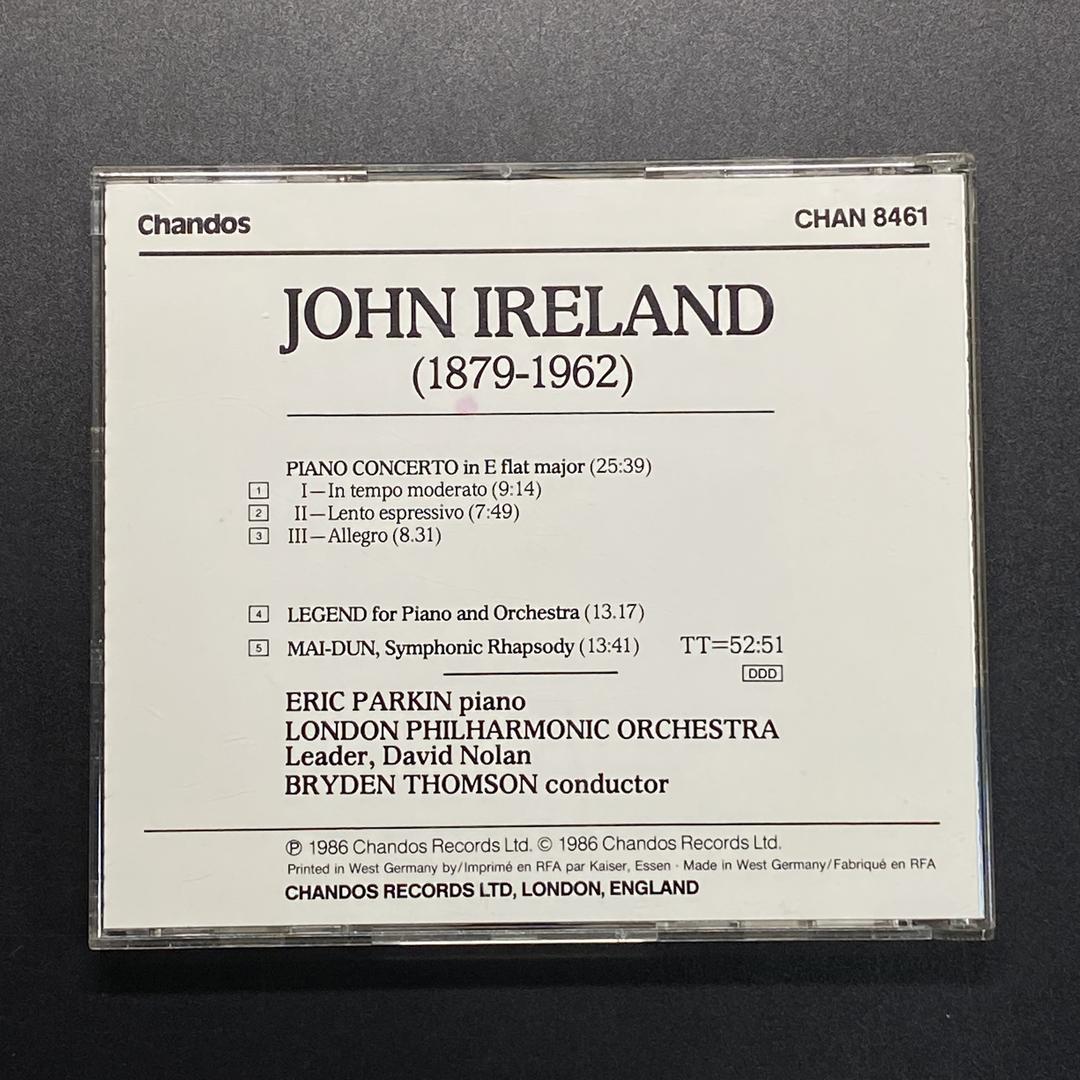 Chandos
CHAN 8461
JOHN IRELAND
(1879-1962)
PIANO CONCERTO in E flat major (25:39)
1 I—In tempo moderato (9:14)
2 II—Lento espressivo (7:49)
3 III—Allegro (8.31)
4 LEGEND for Piano and Orchestra (13.17)
5 MAI-DUN, Symphonic Rhapsody (13:41) TT=52:51
DDD
ERIC PARKIN piano
LONDON PHILHARMONIC ORCHESTRA
Leader, David Nolan
BRYDEN THOMSON conductor
℗ 1986 Chandos Records Ltd. © 1986 Chandos Records Ltd.
Printed in West Germany by/Imprimé en RFA par Kaiser, Essen · Made in West Germany/Fabriqué en RFA
CHANDOS RECORDS LTD, LONDON, ENGLAND